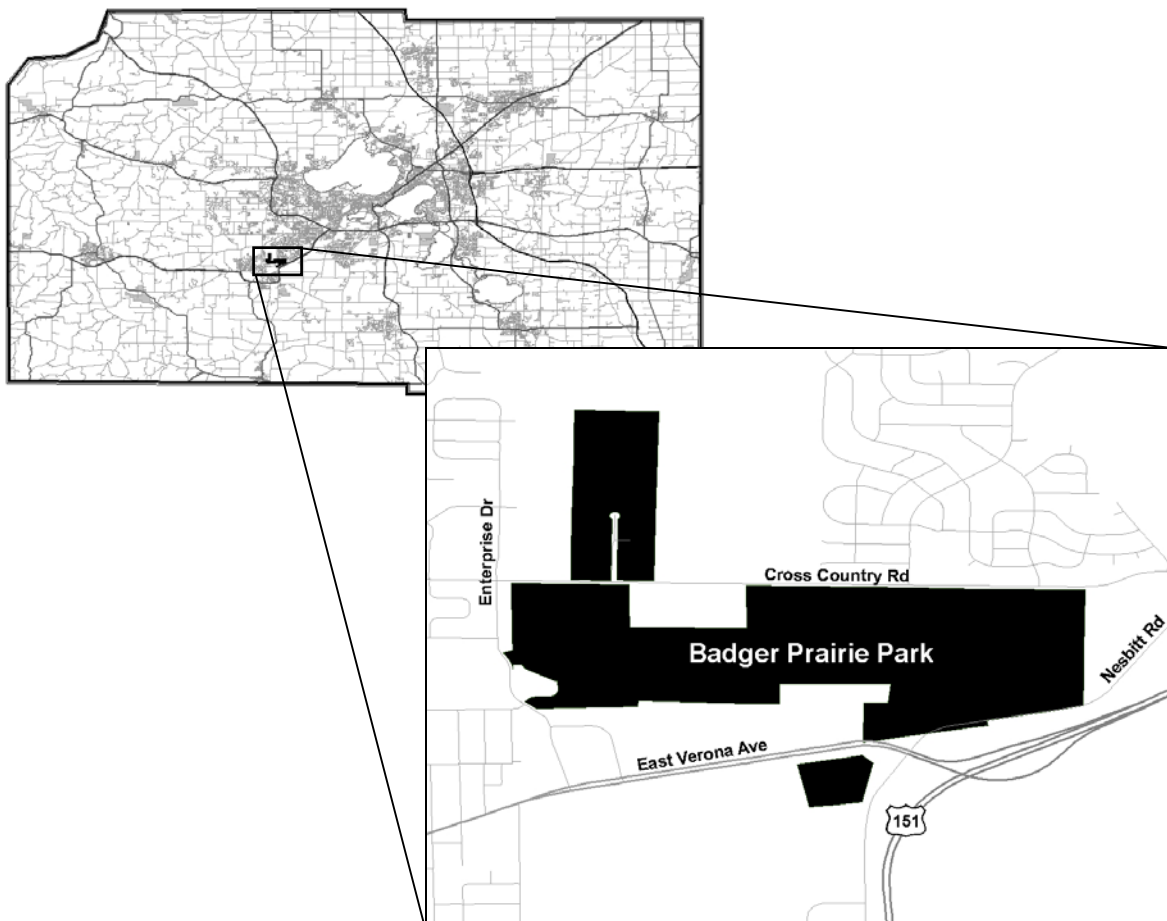 Enterprise Dr
Cross Country Rd
Badger Prairie Park
Nesbitt Rd
East Verona Ave
151